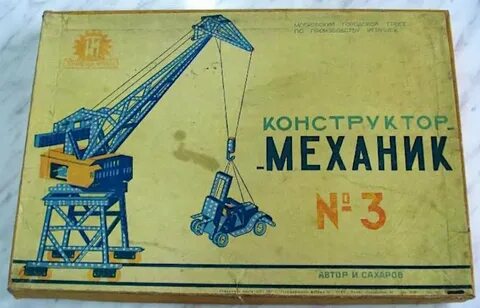 МОСКОВСКИЙ ГОРОДСКОЙ ТРЕСТ
ПО ПРОИЗВОДСТВУ ИГРУШЕК
КОНСТРУКТОР
МЕХАНИК
№ 3
АВТОР И САХАРОВ